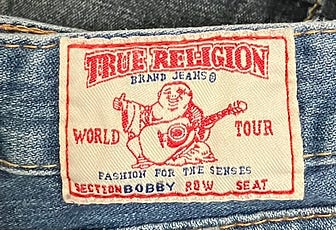 TRUE RELIGION
BRAND JEANS®
WORLD TOUR
FASHION FOR THE SENSES
SECTION BOBBY ROW SEAT